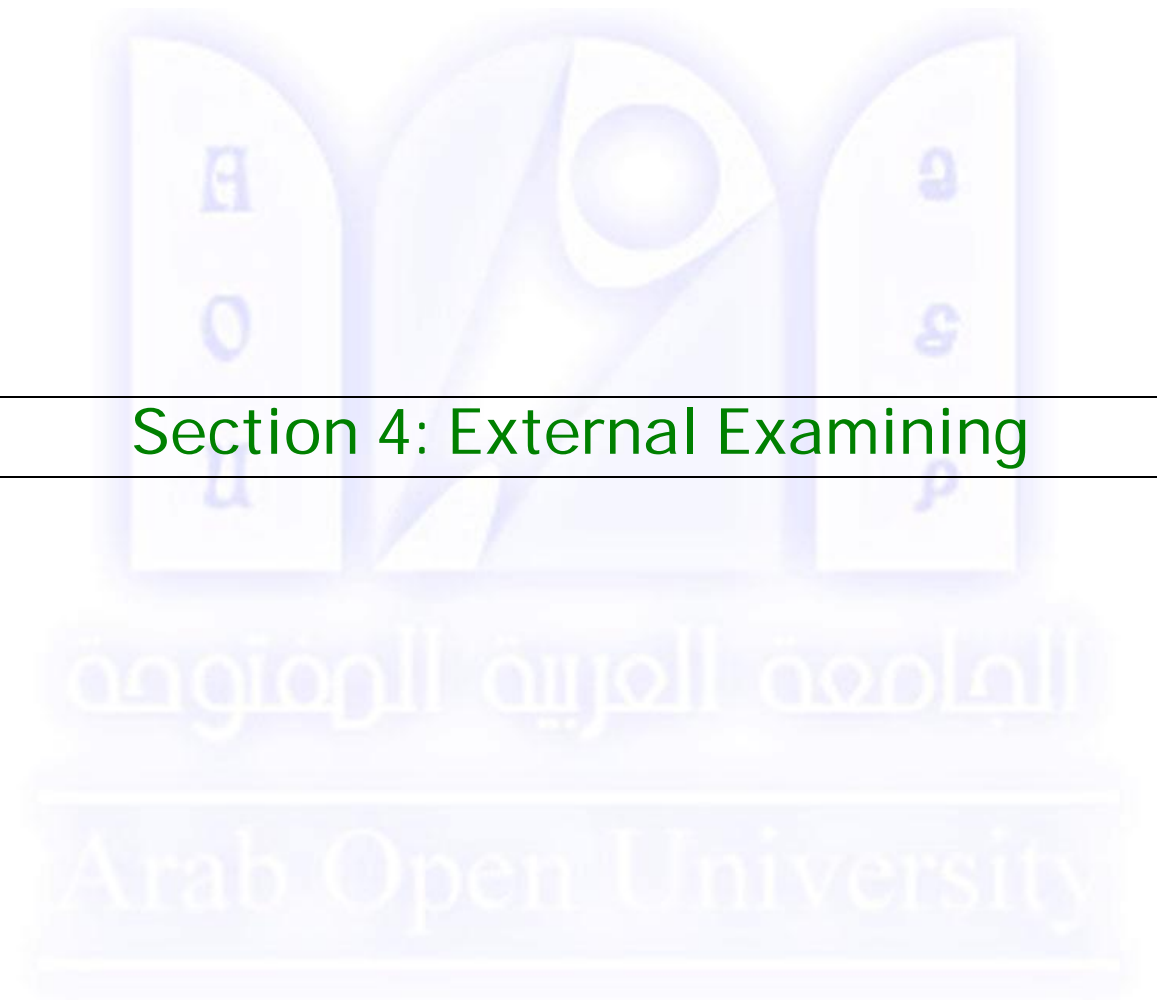 A
O
U
ج
ع
م
Section 4: External Examining
الجامعة العربية المفتوحة
Arab Open University